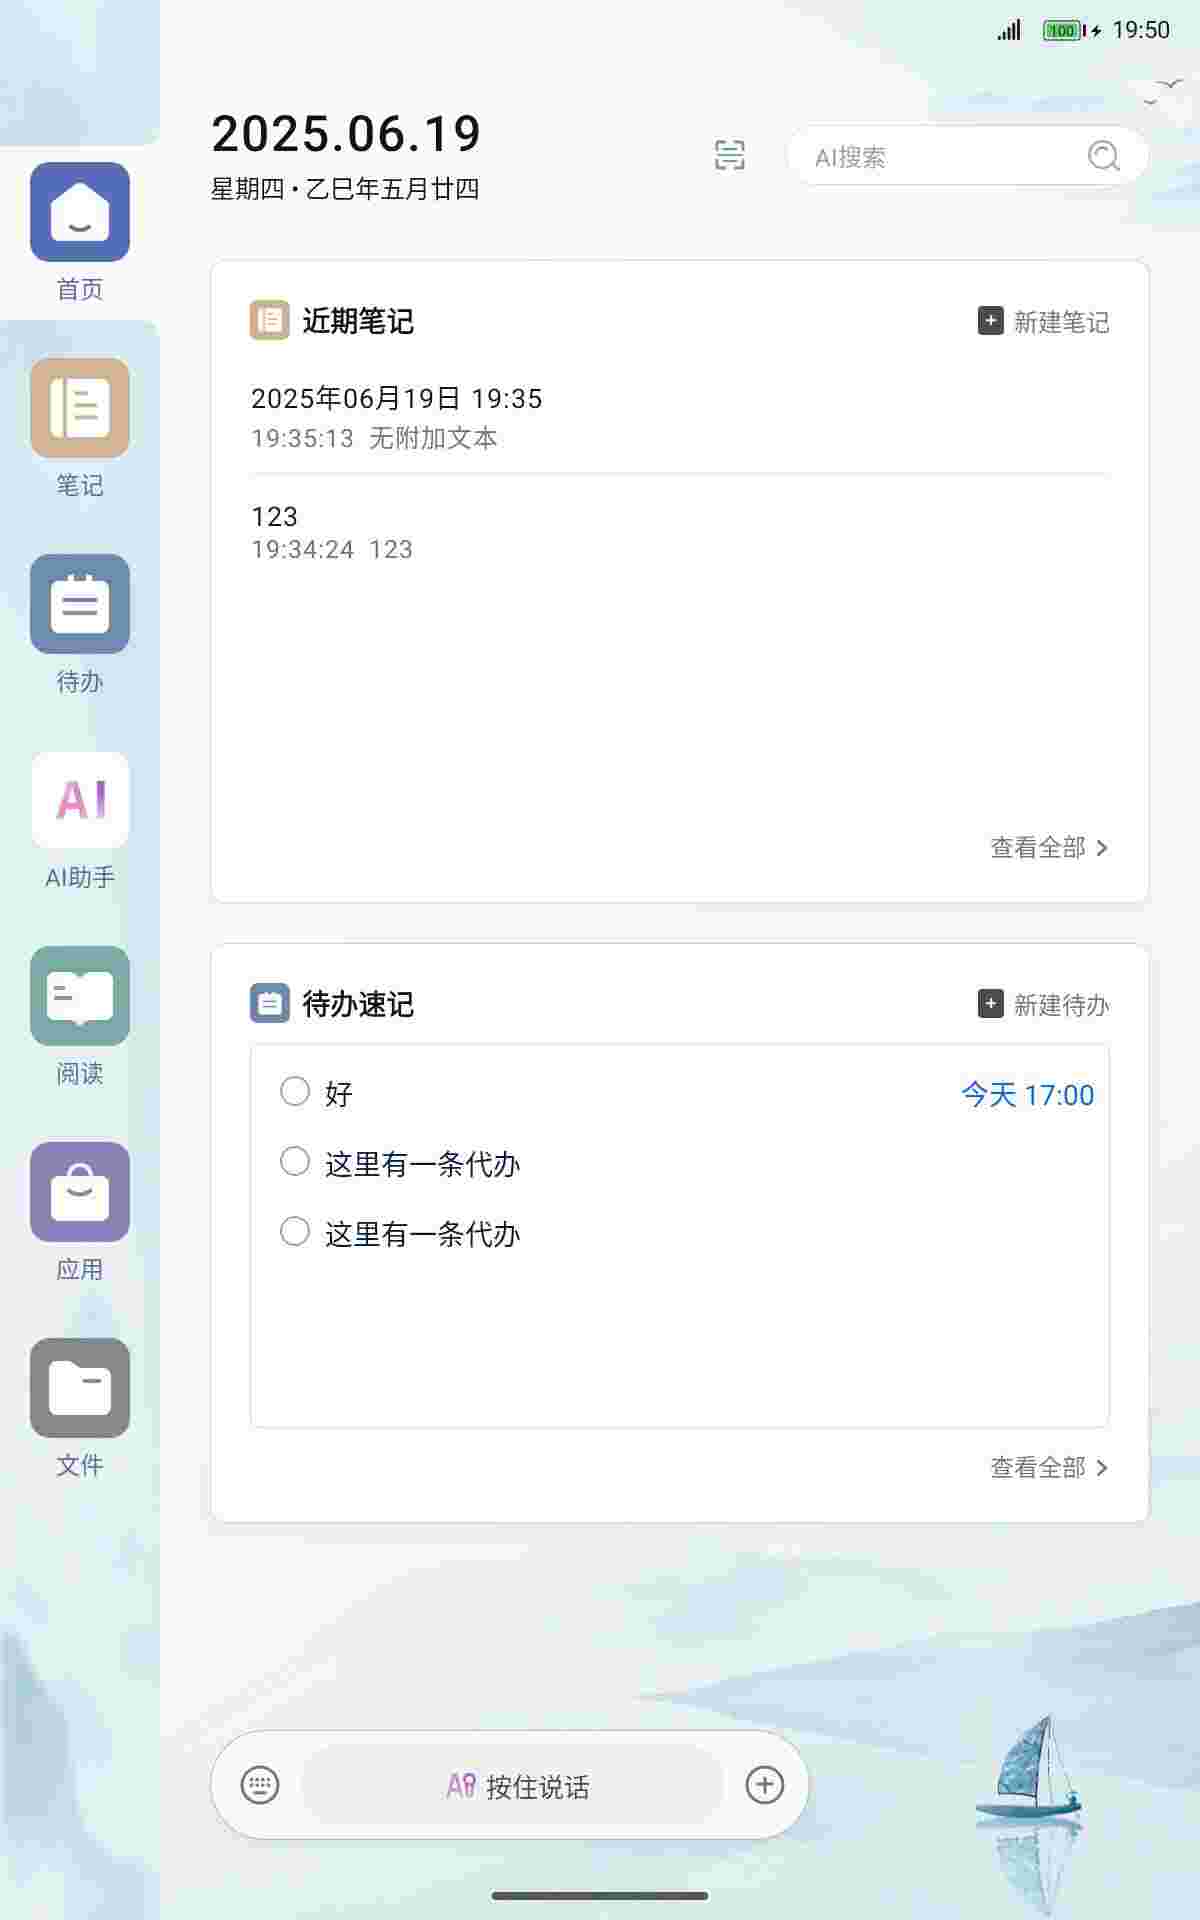 100 19:50
2025.06.19
星期四·乙巳年五月廿四
AI搜索
首页
笔记
待办
AI
AI助手
阅读
应用
文件
近期笔记
新建笔记
2025年06月19日 19:35
19:35:13 无附加文本
123
19:34:24 123
查看全部
待办速记
新建待办
好 今天 17:00
这里有一条代办
这里有一条代办
查看全部
AI 按住说话